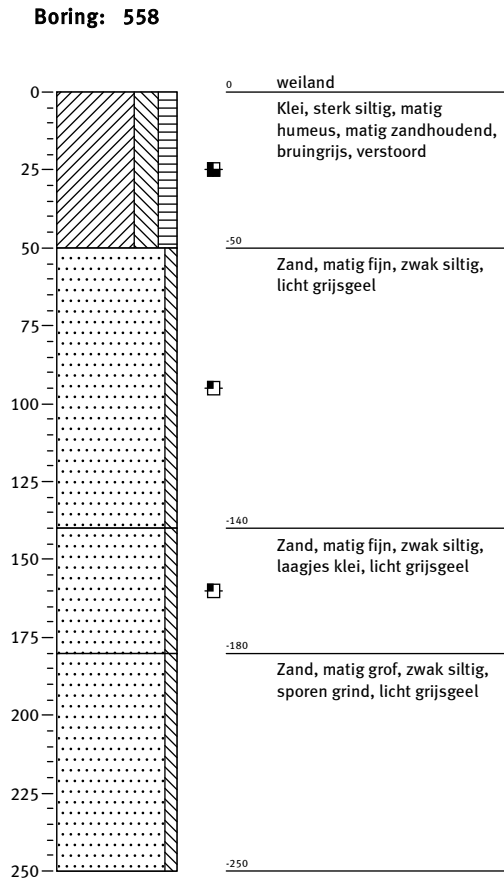 Boring: 558
0
25
50
75
100
125
150
175
200
225
250
0
weiland
Klei, sterk siltig, matig
humeus, matig zandhoudend,
bruingrijs, verstoord
-50
Zand, matig fijn, zwak siltig,
licht grijsgeel
-140
Zand, matig fijn, zwak siltig,
laagjes klei, licht grijsgeel
-180
Zand, matig grof, zwak siltig,
sporen grind, licht grijsgeel
-250